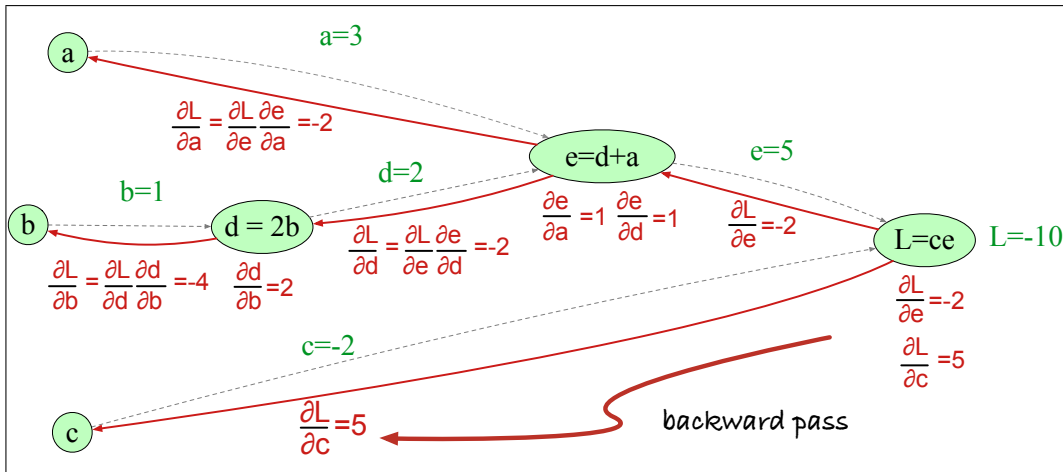 a=3
a
∂L/∂a = ∂L/∂e ∂e/∂a =-2
e=d+a
e=5
d=2
b=1
b
d = 2b
∂e/∂a =1 ∂e/∂d =1
∂L/∂e =-2
L=ce
L=-10
∂L/∂d = ∂L/∂e ∂e/∂d =-2
∂L/∂b = ∂L/∂d ∂d/∂b =-4
∂d/∂b =2
∂L/∂e =-2
∂L/∂c =5
c=-2
c
∂L/∂c =5
backward pass